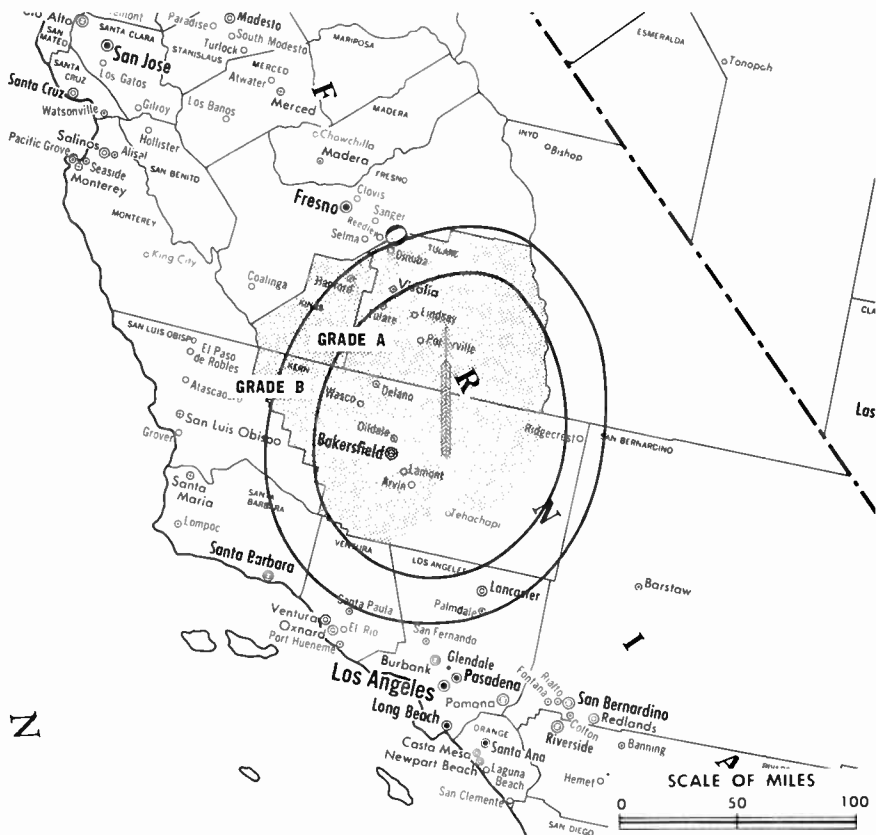 Alto
SANTA CLARA
SAN MATEO
SANTA CRUZ
San Jose
Los Gatos
Santa Cruz
Watsonville
Gilroy
Hollister
Paradise
Modesto
South Modesto
Turlock
STANISLAUS
MERCED
Atwater
Merced
Los Banos
MARIPOSA
F
MADERA
Chowchilla
Madera
ESMERALDA
Tonopah
INYO
Bishop
Salinas
Alisal
Pacific Grove
Seaside
Monterey
SAN BENITO
MONTEREY
King City
FRESNO
Clovis
Fresno
Sanger
Reedley
Selma
Dinuba
TULARE
Coalinga
Hanford
KINGS
Visalia
Tulare
Lindsay
Porterville
GRADE A
GRADE B
SAN LUIS OBISPO
El Paso de Robles
Atascadero
San Luis Obispo
Grover
KERN
Wasco
Delano
R
Oildale
Bakersfield
Lamont
Arvin
Ridgecrest
SAN BERNARDINO
CLA
Las
Santa Maria
SANTA BARBARA
Lompoc
Santa Barbara
Tehachapi
N
VENTURA
LOS ANGELES
Lancaster
Palmdale
Barstow
Santa Paula
Ventura
Oxnard
El Rio
Port Hueneme
San Fernando
I
Burbank
Glendale
Los Angeles
Pasadena
Pomona
Long Beach
Fontana
Rialto
San Bernardino
Redlands
Colton
Riverside
Banning
ORANGE
Santa Ana
Costa Mesa
Newport Beach
Laguna Beach
Hemet
San Clemente
SAN DIEGO
A
N
SCALE OF MILES
0 50 100